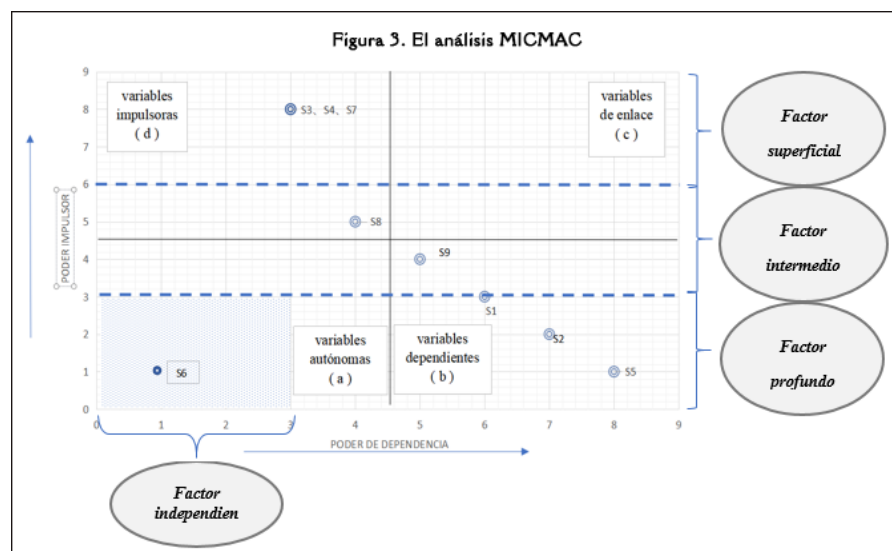 Figura 3. El análisis MICMAC
9
8
7
6
5
4
3
2
1
0
PODER IMPULSOR
variables
impulsoras
( d )
S3、S4、S7
variables
de enlace
( c )
S8
S9
S1
S2
S5
S6
variables
autónomas
( a )
variables
dependientes
( b )
0 1 2 3 4 5 6 7 8 9
PODER DE DEPENDENCIA
Factor
superficial
Factor
intermedio
Factor
profundo
Factor
independien